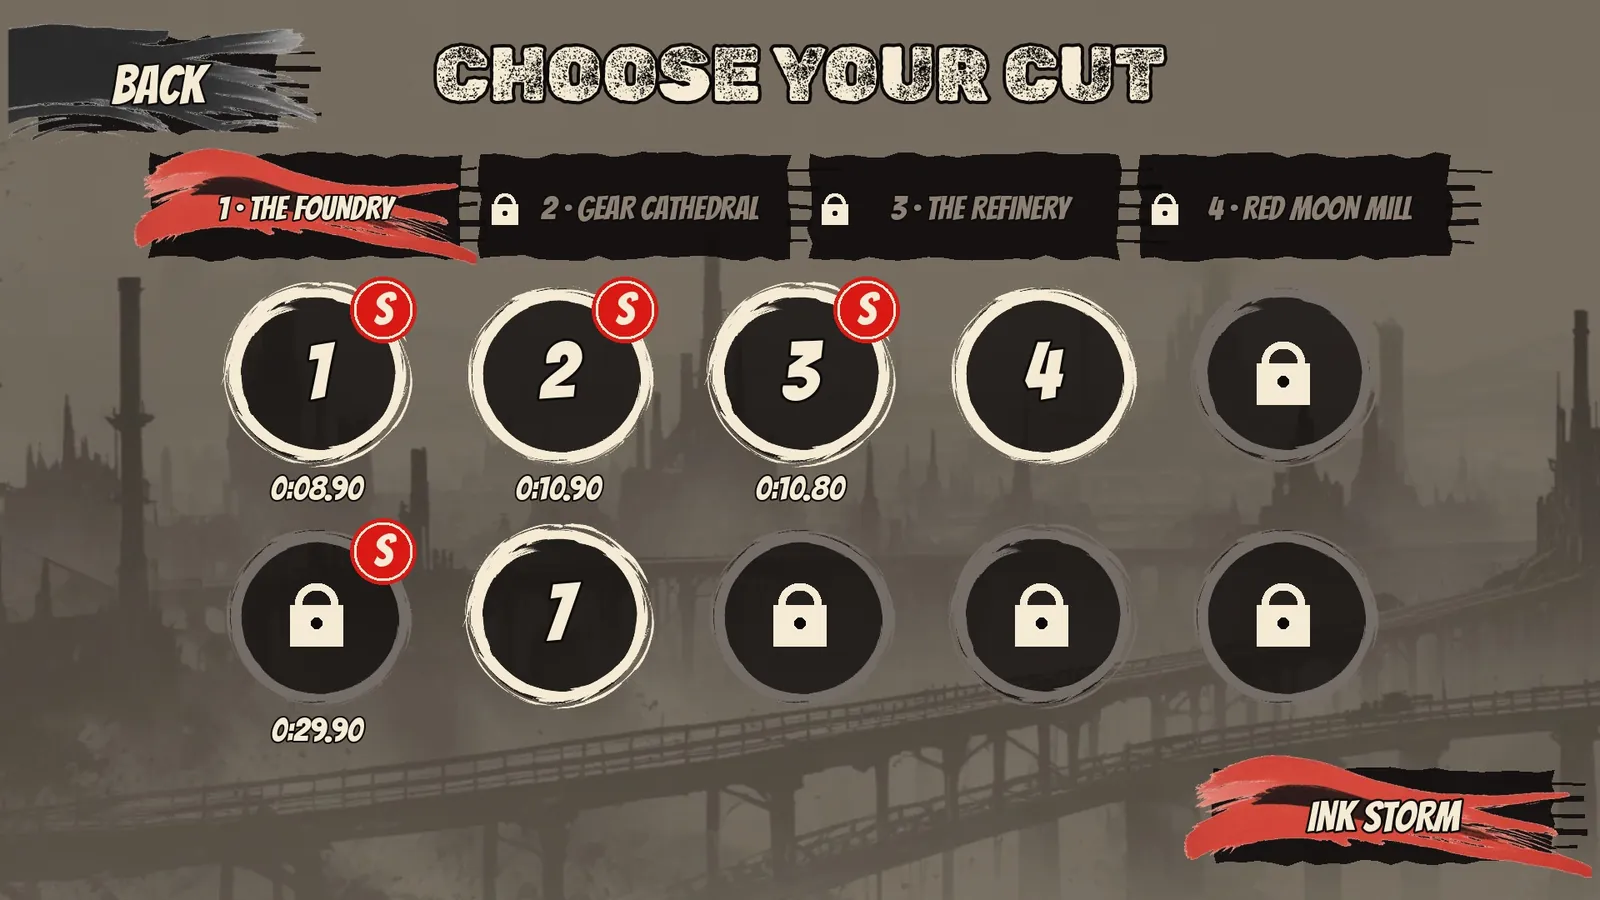 BACK
CHOOSE YOUR CUT
1 · THE FOUNDRY
2 · GEAR CATHEDRAL
3 · THE REFINERY
4 · RED MOON MILL
1
S
2
S
3
S
4
0:08.90
0:10.90
0:10.80
S
7
0:29.90
INK STORM